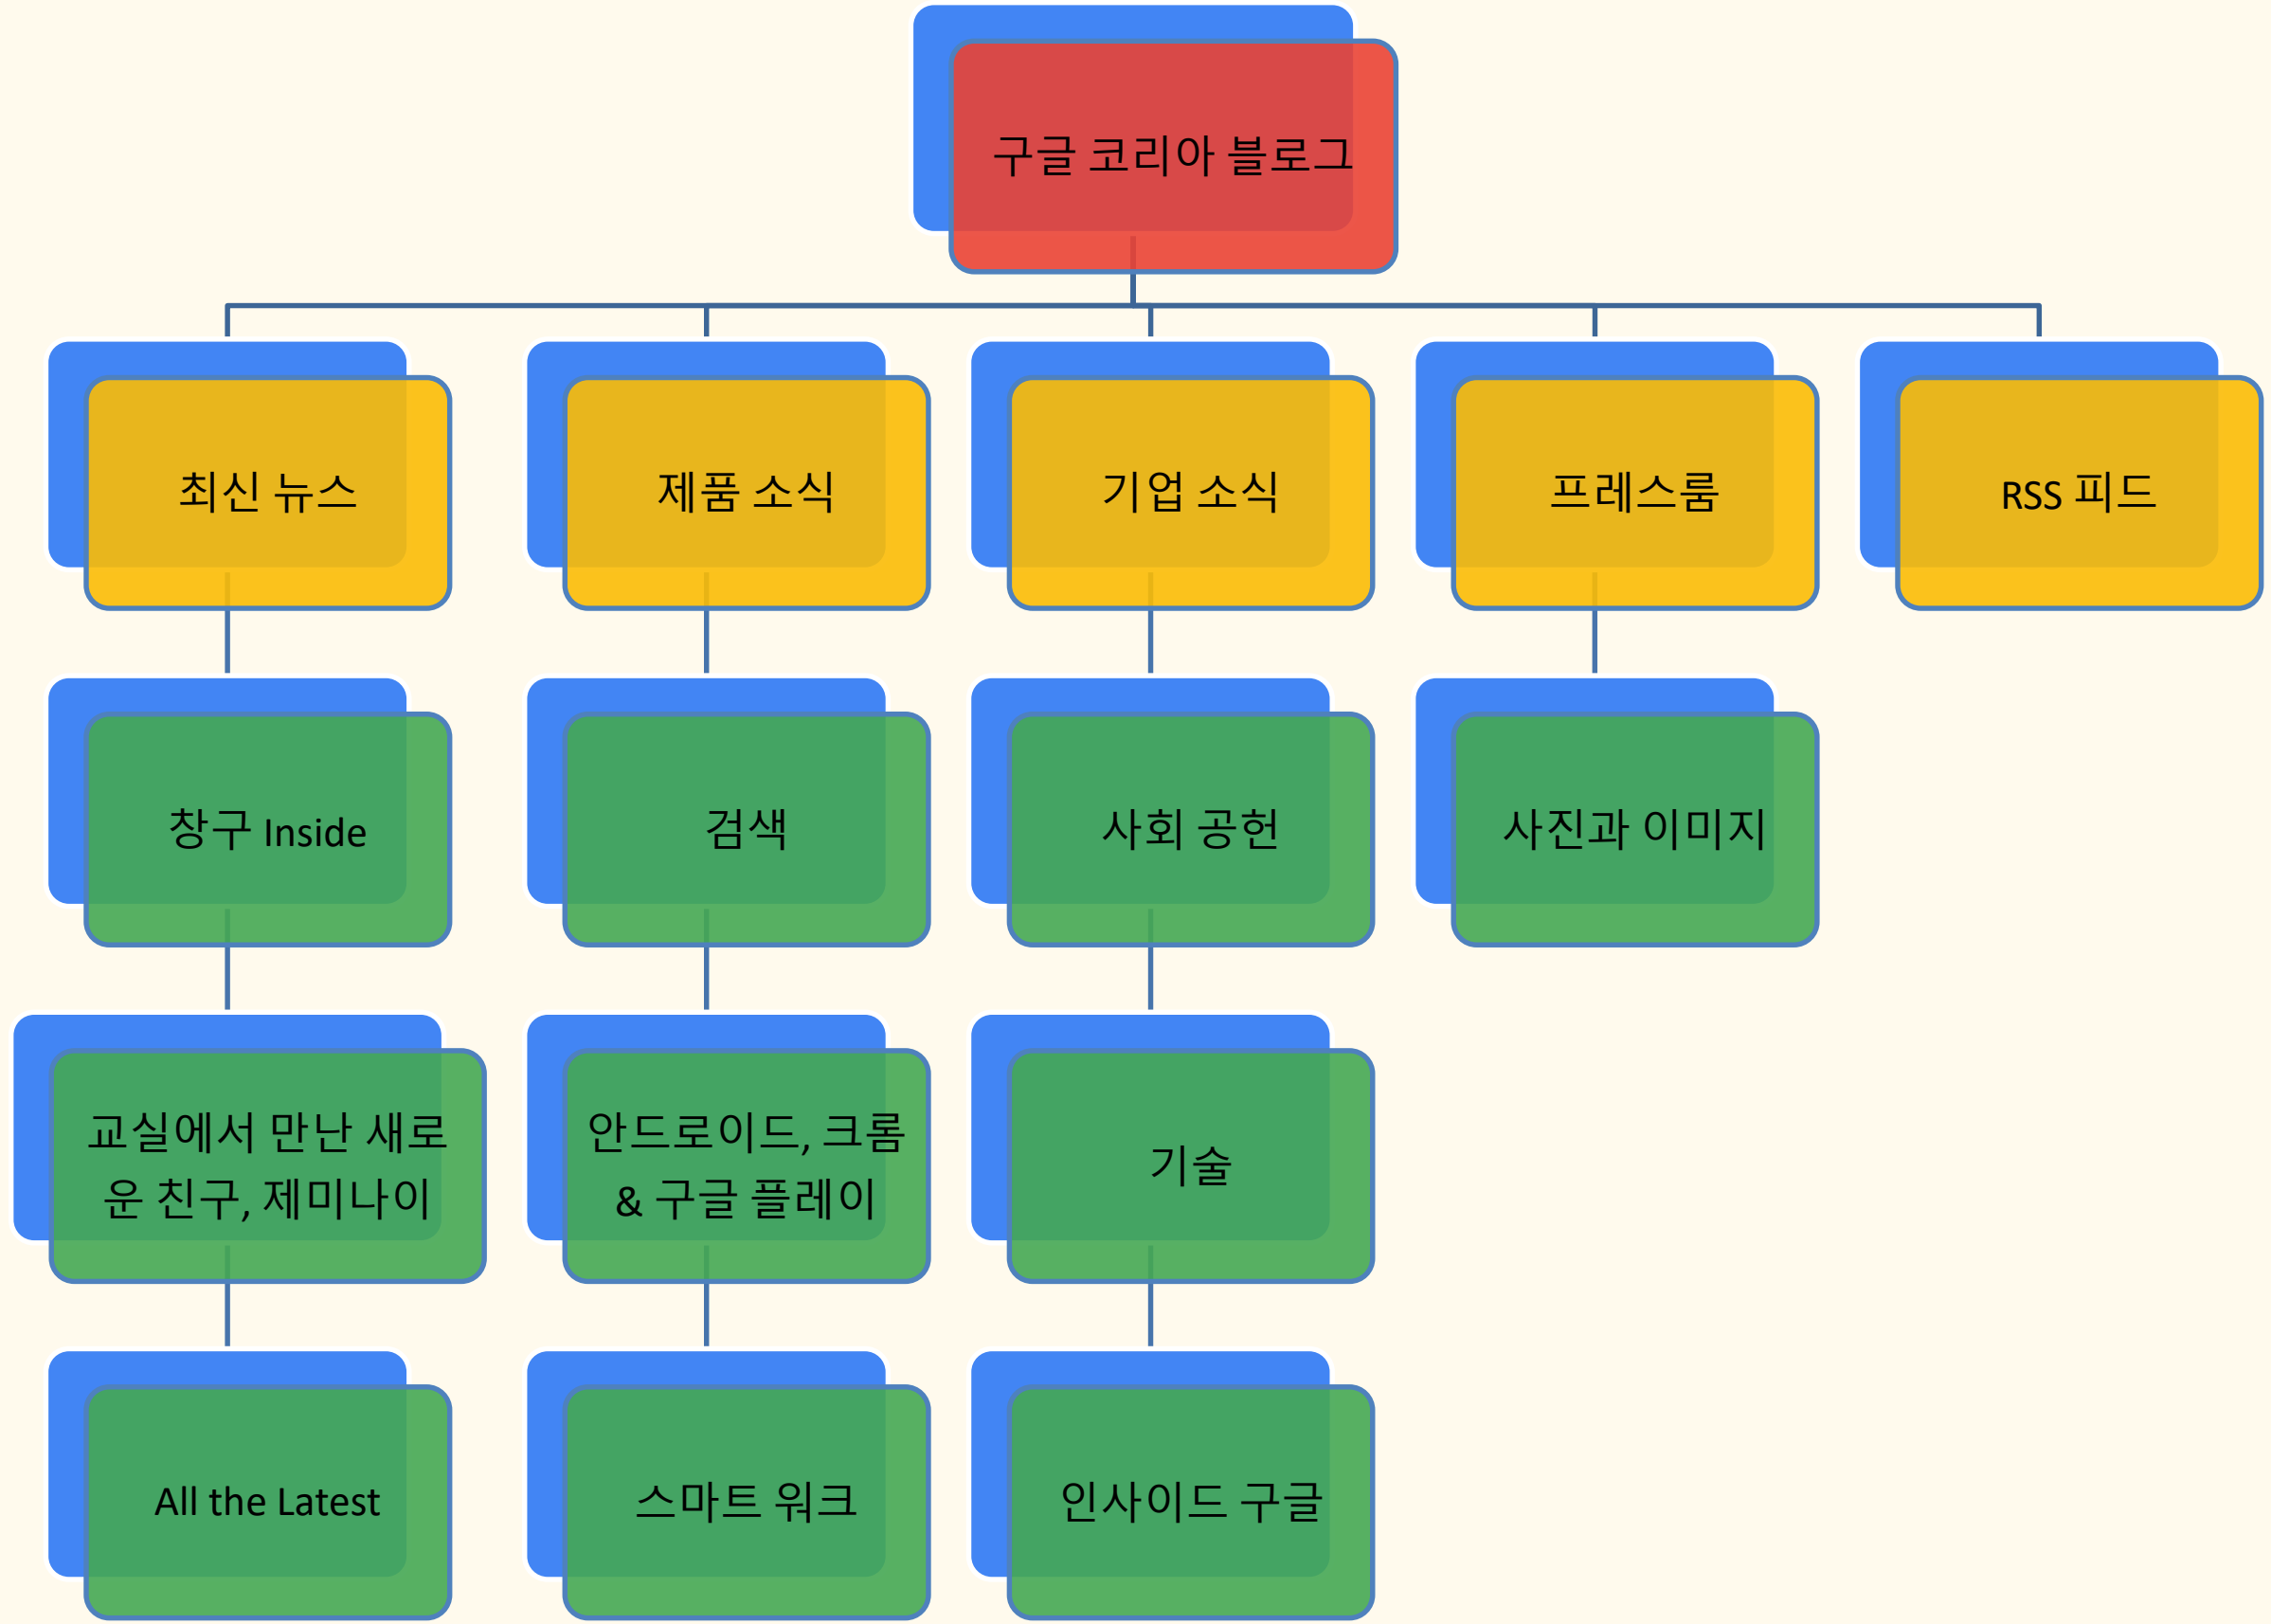 구글 코리아 블로그
최신 뉴스
제품 소식
기업 소식
프레스룸
RSS 피드
창구 Inside
검색
사회 공헌
사진과 이미지
교실에서 만난 새로
운 친구, 제미나이
안드로이드, 크롬
& 구글 플레이
기술
All the Latest
스마트 워크
인사이드 구글